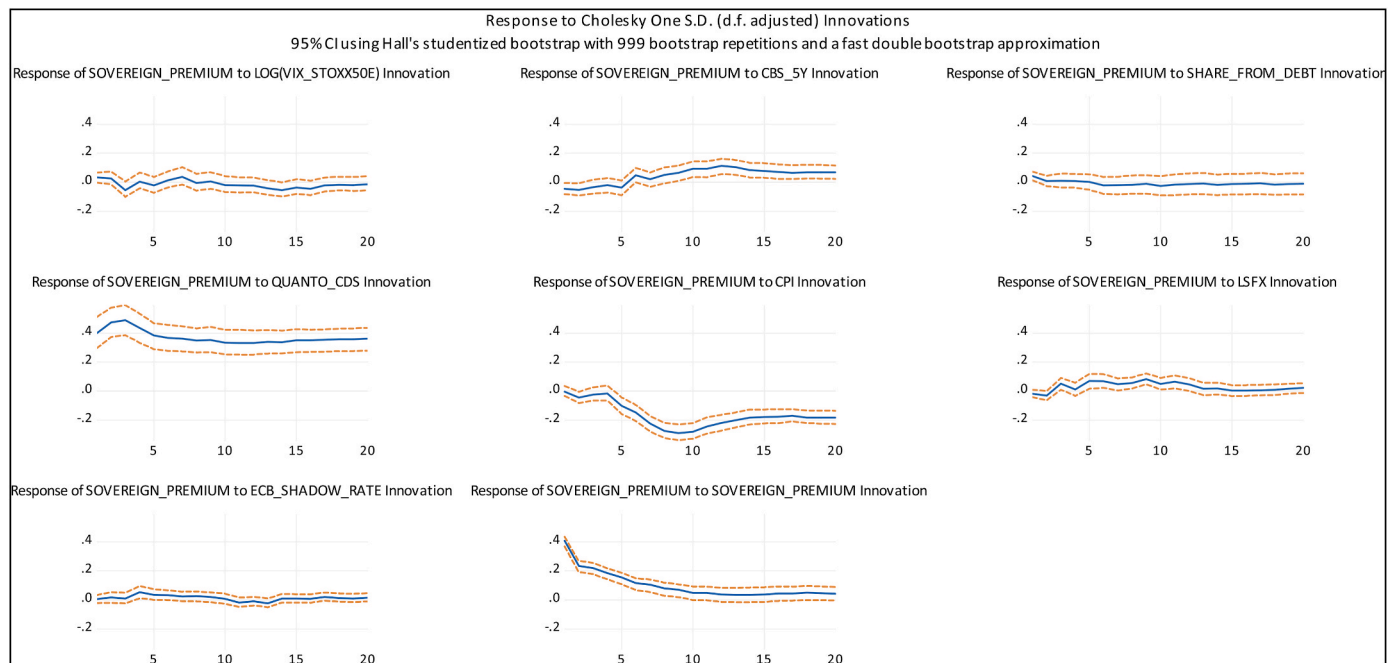 Response to Cholesky One S.D. (d.f. adjusted) Innovations
95% CI using Hall's studentized bootstrap with 999 bootstrap repetitions and a fast double bootstrap approximation
Response of SOVEREIGN_PREMIUM to LOG(VIX_STOXX50E) Innovation
.4
.2
.0
-.2
5 10 15 20
Response of SOVEREIGN_PREMIUM to CBS_5Y Innovation
.4
.2
.0
-.2
5 10 15 20
Response of SOVEREIGN_PREMIUM to SHARE_FROM_DEBT Innovation
.4
.2
.0
-.2
5 10 15 20
Response of SOVEREIGN_PREMIUM to QUANTO_CDS Innovation
.4
.2
.0
-.2
5 10 15 20
Response of SOVEREIGN_PREMIUM to CPI Innovation
.4
.2
.0
-.2
5 10 15 20
Response of SOVEREIGN_PREMIUM to LSFX Innovation
.4
.2
.0
-.2
5 10 15 20
Response of SOVEREIGN_PREMIUM to ECB_SHADOW_RATE Innovation
.4
.2
.0
-.2
5 10 15 20
Response of SOVEREIGN_PREMIUM to SOVEREIGN_PREMIUM Innovation
.4
.2
.0
-.2
5 10 15 20